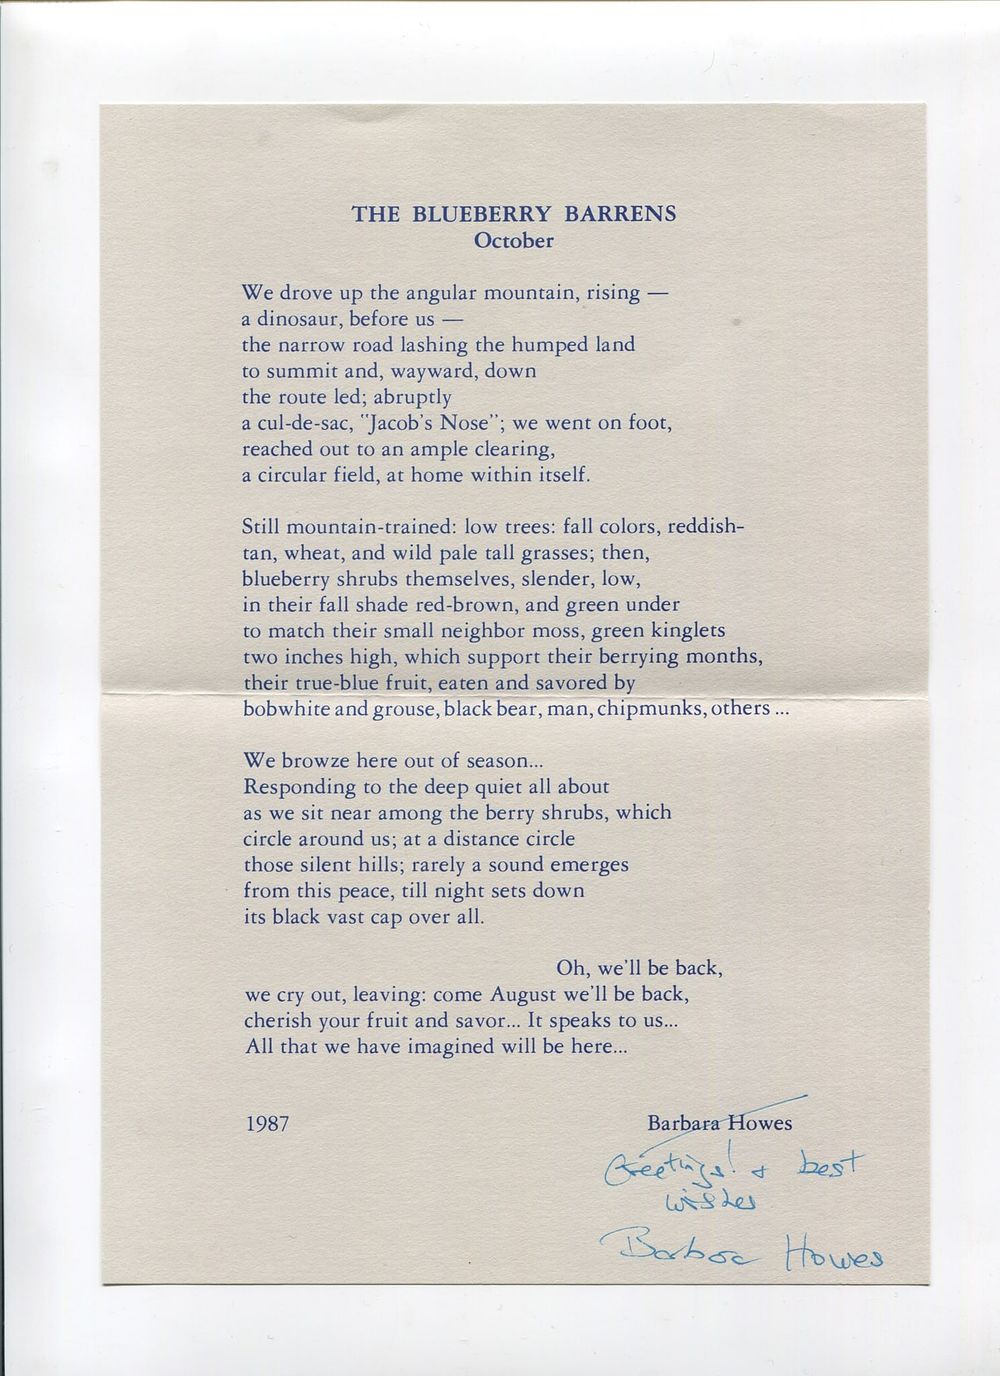 THE BLUEBERRY BARRENS
October
We drove up the angular mountain, rising —
a dinosaur, before us —
the narrow road lashing the humped land
to summit and, wayward, down
the route led; abruptly
a cul-de-sac, "Jacob's Nose"; we went on foot,
reached out to an ample clearing,
a circular field, at home within itself.
Still mountain-trained: low trees: fall colors, reddish-
tan, wheat, and wild pale tall grasses; then,
blueberry shrubs themselves, slender, low,
in their fall shade red-brown, and green under
to match their small neighbor moss, green kinglets
two inches high, which support their berrying months,
their true-blue fruit, eaten and savored by
bobwhite and grouse, black bear, man, chipmunks, others ...
We browze here out of season...
Responding to the deep quiet all about
as we sit near among the berry shrubs, which
circle around us; at a distance circle
those silent hills; rarely a sound emerges
from this peace, till night sets down
its black vast cap over all.
Oh, we'll be back,
we cry out, leaving: come August we'll be back,
cherish your fruit and savor... It speaks to us...
All that we have imagined will be here...
1987 Barbara Howes
Greetings! & best
wishes
Barbara Howes